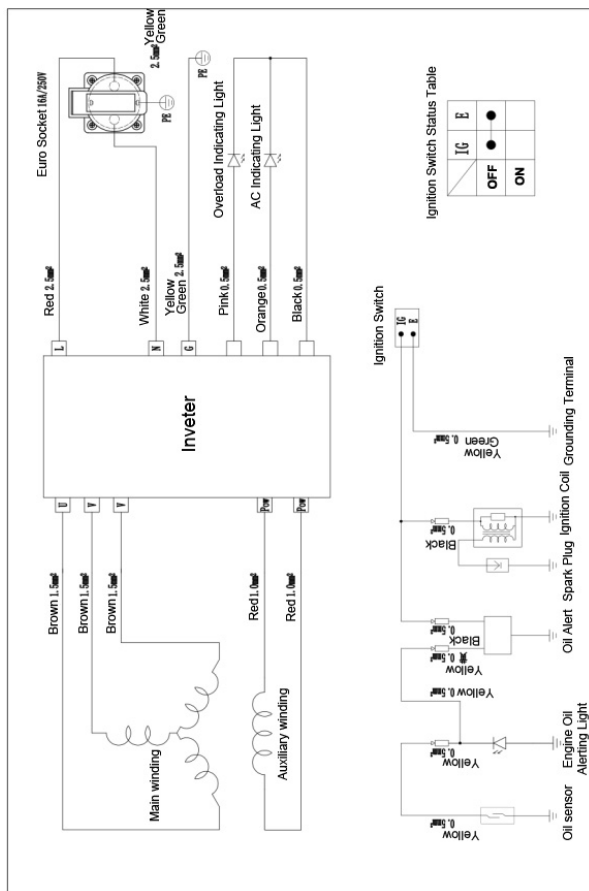 Euro Socket 16A/250V
Yellow
Green
2.5mm²
PE
Red 2.5mm²
White 2.5mm²
Yellow
Green 2.5mm²
PE
Overload Indicating Light
Pink 0.5mm²
AC Indicating Light
Orange 0.5mm²
Black 0.5mm²
L
N
G
Inveter
U
V
V
Pow
Pow
Brown 1.5mm²
Brown 1.5mm²
Brown 1.5mm²
Red 1.0mm²
Red 1.0mm²
Main winding
Auxiliary winding
Ignition Switch Status Table
IG
E
OFF
ON
Ignition Switch
IG
E
Yellow
Green
0.5mm²
Grounding Terminal
Black
0.5mm²
Ignition Coil
Spark Plug
Black
0.5mm²
Yellow
黄
0.5mm²
Oil Alert
Yellow 0.5mm²
Yellow
0.5mm²
Engine Oil
Alerting Light
Yellow
0.5mm²
Oil sensor